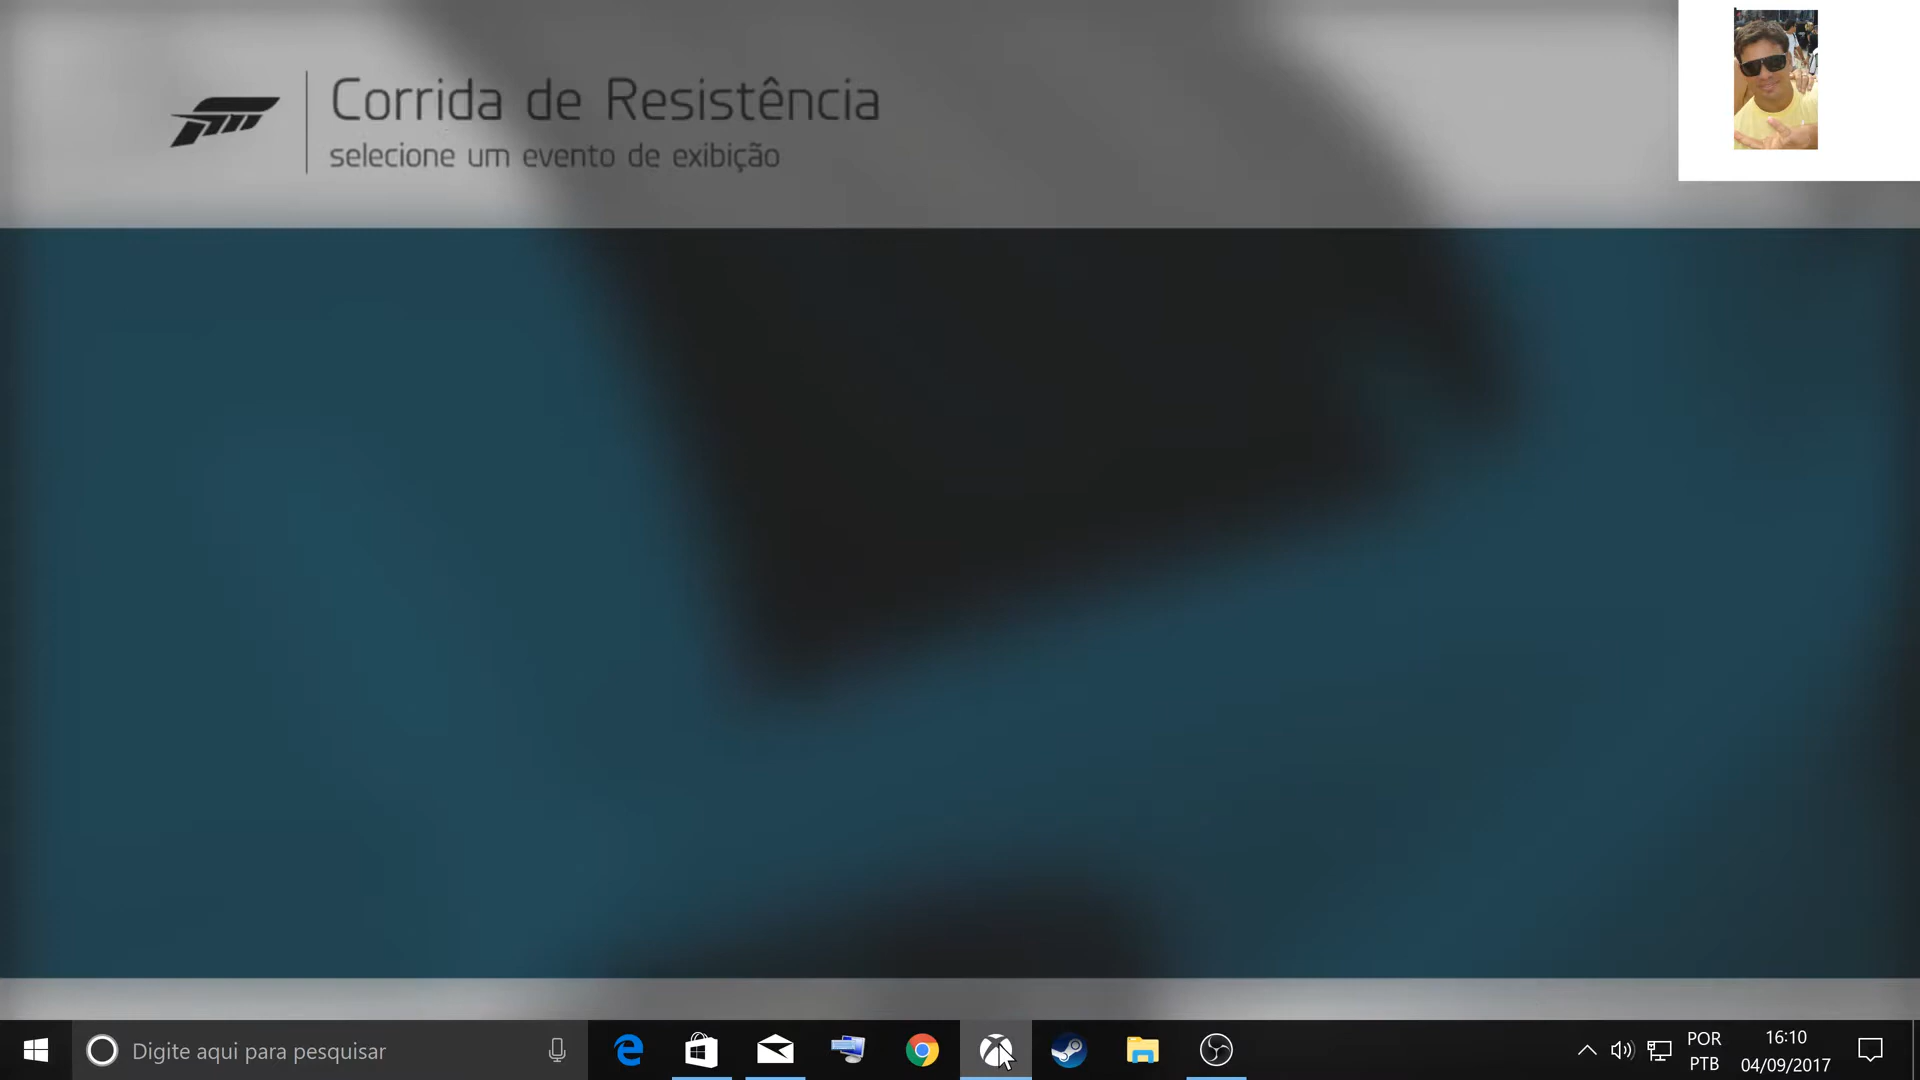 Corrida de Resistência
selecione um evento de exibição
Digite aqui para pesquisar
POR
PTB
16:10
04/09/2017